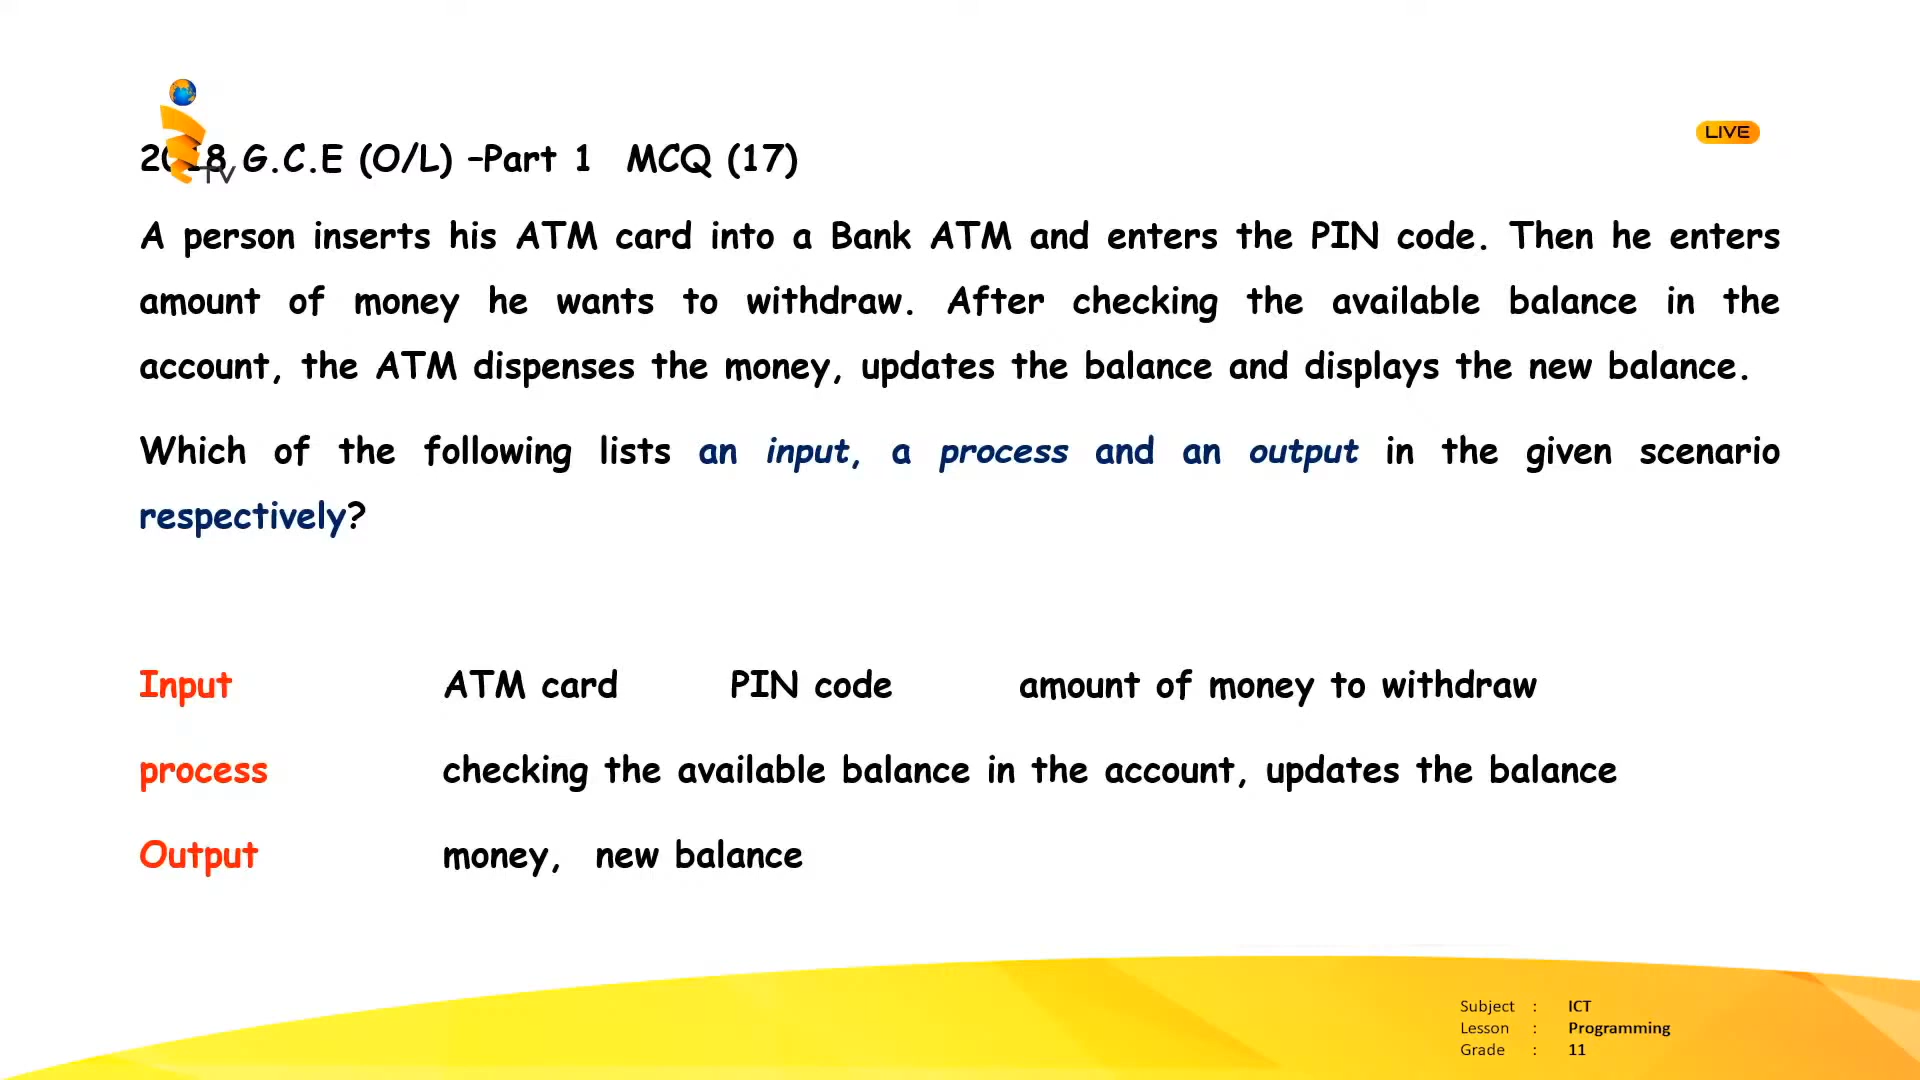 LIVE
2018 G.C.E (O/L) –Part 1 MCQ (17)
TV
A person inserts his ATM card into a Bank ATM and enters the PIN code. Then he enters
amount of money he wants to withdraw. After checking the available balance in the
account, the ATM dispenses the money, updates the balance and displays the new balance.
Which of the following lists an input, a process and an output in the given scenario
respectively?
Input ATM card PIN code amount of money to withdraw
process checking the available balance in the account, updates the balance
Output money, new balance
Subject : ICT
Lesson : Programming
Grade : 11